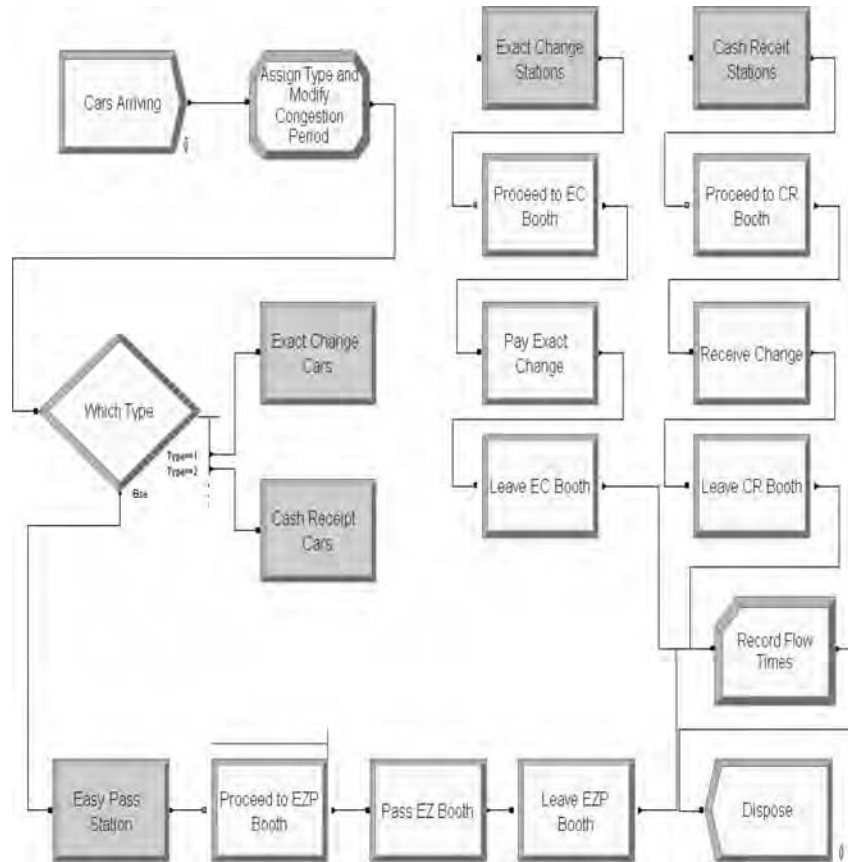 Cars Arriving
0
Assign Type and
Modify
Congestion
Period
Exact Change
Stations
Cash Receit
Stations
Proceed to EC
Booth
Proceed to CR
Booth
Exact Change
Cars
Pay Exact
Change
Receive Change
Which Type
Type==1
Type==2
Else
Cash Receipt
Cars
Leave EC Booth
Leave CR Booth
Record Flow
Times
Easy Pass
Station
Proceed to EZP
Booth
Pass EZ Booth
Leave EZP
Booth
Dispose
0